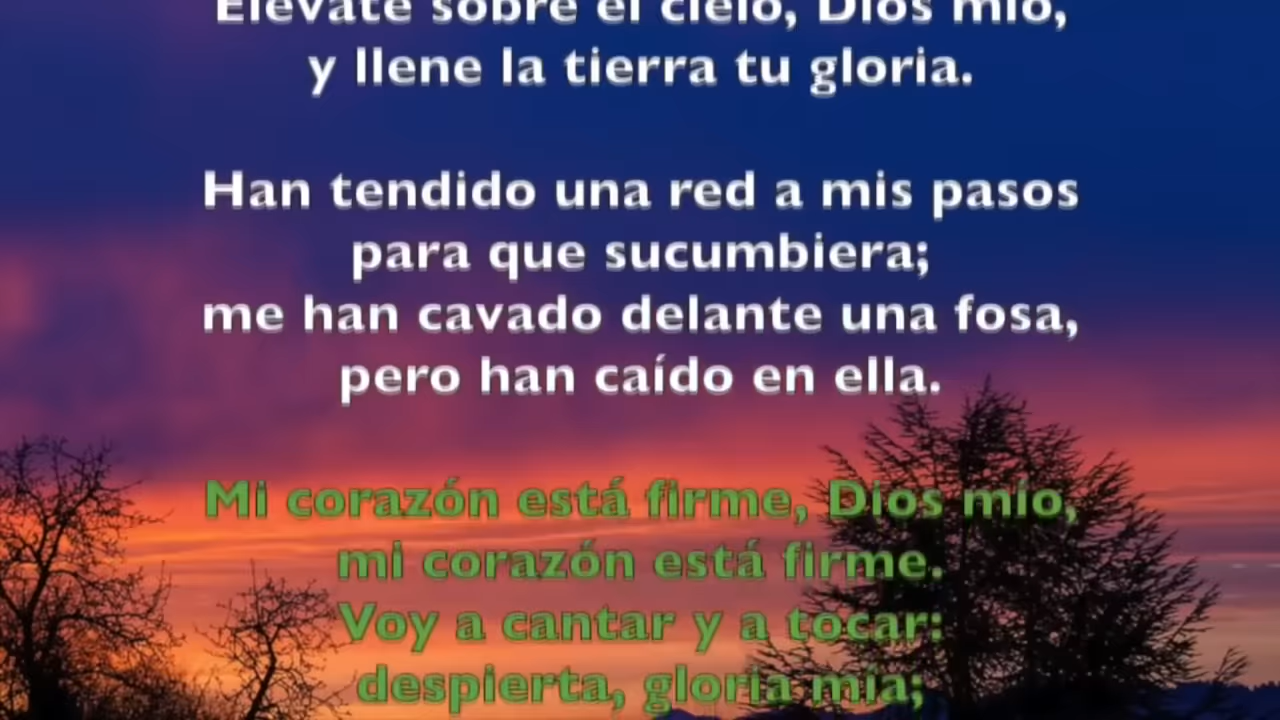 Elévate sobre el cielo, Dios mío,
y llene la tierra tu gloria.
Han tendido una red a mis pasos
para que sucumbiera;
me han cavado delante una fosa,
pero han caído en ella.
Mi corazón está firme, Dios mío,
mi corazón está firme.
Voy a cantar y a tocar:
despierta, gloria mía;